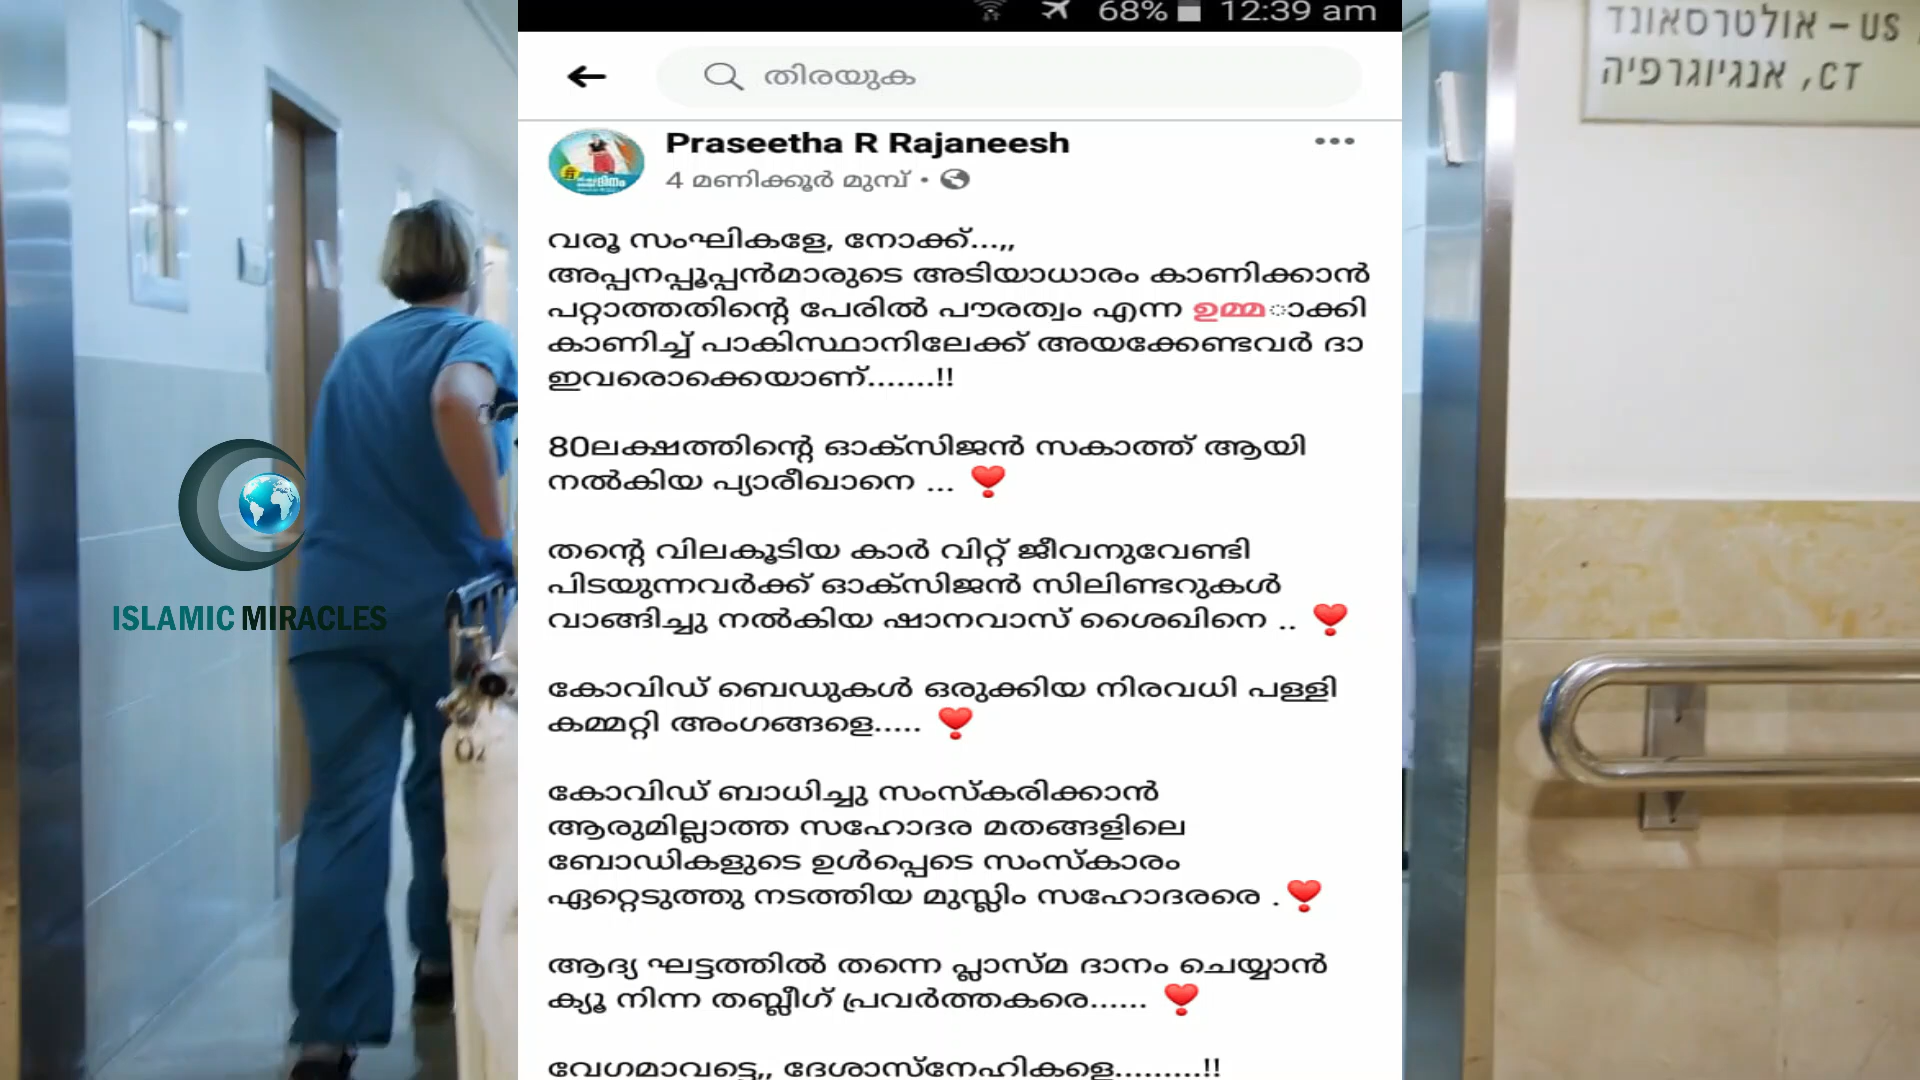 68% 12:39 am
തിരയുക
Praseetha R Rajaneesh
4 മണിക്കൂർ മുമ്പ് •
വരൂ സംഘികളേ, നോക്ക്...,,
അപ്പനപ്പൂപ്പൻമാരുടെ അടിയാധാരം കാണിക്കാൻ
പറ്റാത്തതിന്റെ പേരിൽ പൗരത്വം എന്ന ഉമ്മാക്കി
കാണിച്ച് പാകിസ്ഥാനിലേക്ക് അയക്കേണ്ടവർ ദാ
ഇവരൊക്കെയാണ്.......!!
80ലക്ഷത്തിന്റെ ഓക്സിജൻ സകാത്ത് ആയി
നൽകിയ പ്യാരീഖാനെ ... ❣️
തന്റെ വിലകൂടിയ കാർ വിറ്റ് ജീവനുവേണ്ടി
പിടയുന്നവർക്ക് ഓക്സിജൻ സിലിണ്ടറുകൾ
വാങ്ങിച്ചു നൽകിയ ഷാനവാസ് ശൈഖിനെ .. ❣️
കോവിഡ് ബെഡുകൾ ഒരുക്കിയ നിരവധി പള്ളി
കമ്മറ്റി അംഗങ്ങളെ..... ❣️
കോവിഡ് ബാധിച്ചു സംസ്കരിക്കാൻ
ആരുമില്ലാത്ത സഹോദര മതങ്ങളിലെ
ബോഡികളുടെ ഉൾപ്പെടെ സംസ്കാരം
ഏറ്റെടുത്തു നടത്തിയ മുസ്ലിം സഹോദരരെ .❣️
ആദ്യ ഘട്ടത്തിൽ തന്നെ പ്ലാസ്മ ദാനം ചെയ്യാൻ
ക്യൂ നിന്ന തബ്ലീഗ് പ്രവർത്തകരെ...... ❣️
വേഗമാവട്ടെ,, ദേശാസ്നേഹികളെ.........!!
ISLAMIC MIRACLES
אולטרסאונד – US
אנגיוגרפיה ,CT